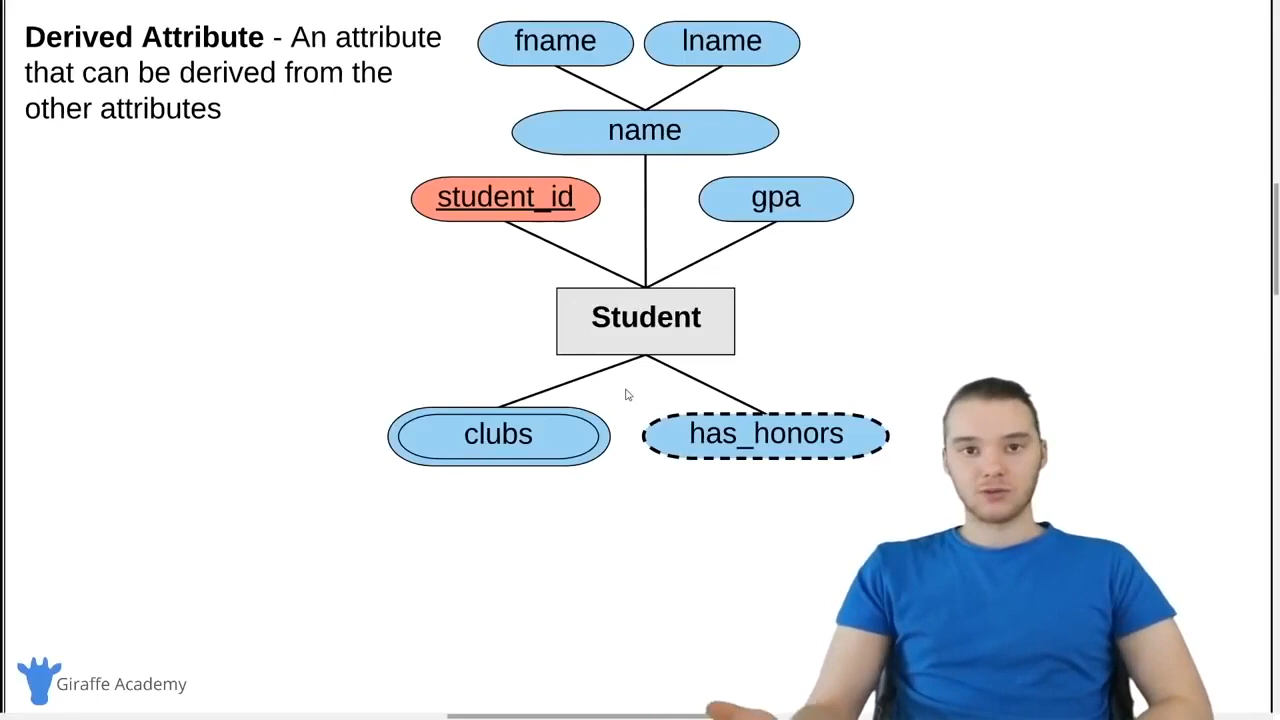 Derived Attribute - An attribute
that can be derived from the
other attributes
fname
lname
name
student_id
gpa
Student
clubs
has_honors
Giraffe Academy